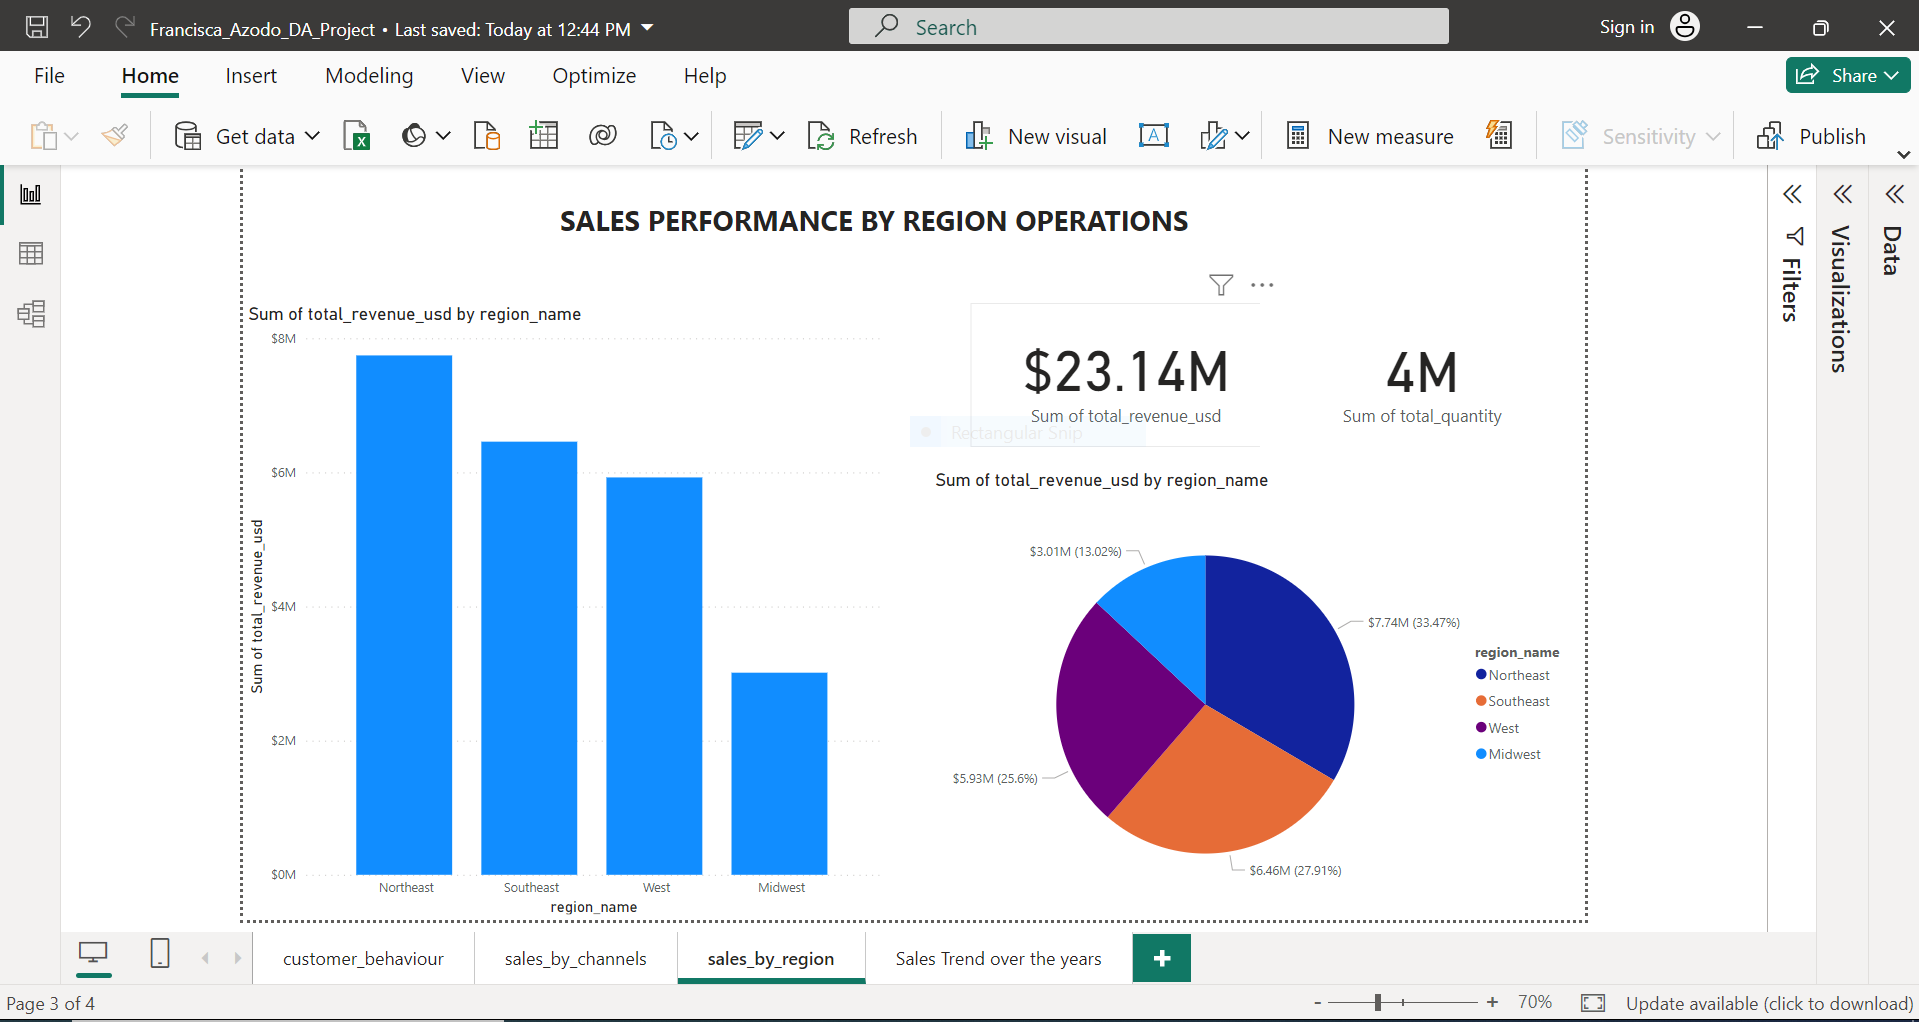 Francisca_Azodo_DA_Project • Last saved: Today at 12:44 PM
Search
Sign in
File Home Insert Modeling View Optimize Help
Share
Get data
Refresh
New visual
A
New measure
Sensitivity
Publish
SALES PERFORMANCE BY REGION OPERATIONS
Sum of total_revenue_usd by region_name
$8M
$6M
$4M
$2M
$0M
Sum of total_revenue_usd
Northeast Southeast West Midwest
region_name
$23.14M
Sum of total_revenue_usd
4M
Sum of total_quantity
Rectangular Snip
Sum of total_revenue_usd by region_name
$3.01M (13.02%)
$7.74M (33.47%)
$5.93M (25.6%)
$6.46M (27.91%)
region_name
Northeast
Southeast
West
Midwest
Filters
Visualizations
Data
customer_behaviour sales_by_channels sales_by_region Sales Trend over the years +
Page 3 of 4
- + 70%
Update available (click to download)